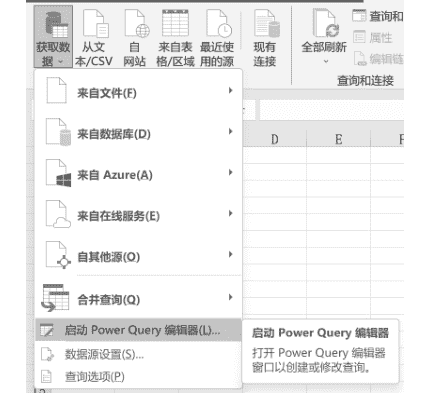 获取数据 从文本/CSV 自网站 来自表格/区域 最近使用的源 现有连接 全部刷新 查询和
属性
编辑链
查询和连接
来自文件(F)
来自数据库(D)
D E F
来自 Azure(A)
来自在线服务(E)
自其他源(O)
合并查询(Q)
启动 Power Query 编辑器(L)...
启动 Power Query 编辑器
数据源设置(S)...
打开 Power Query 编辑器
窗口以创建或修改查询。
查询选项(P)